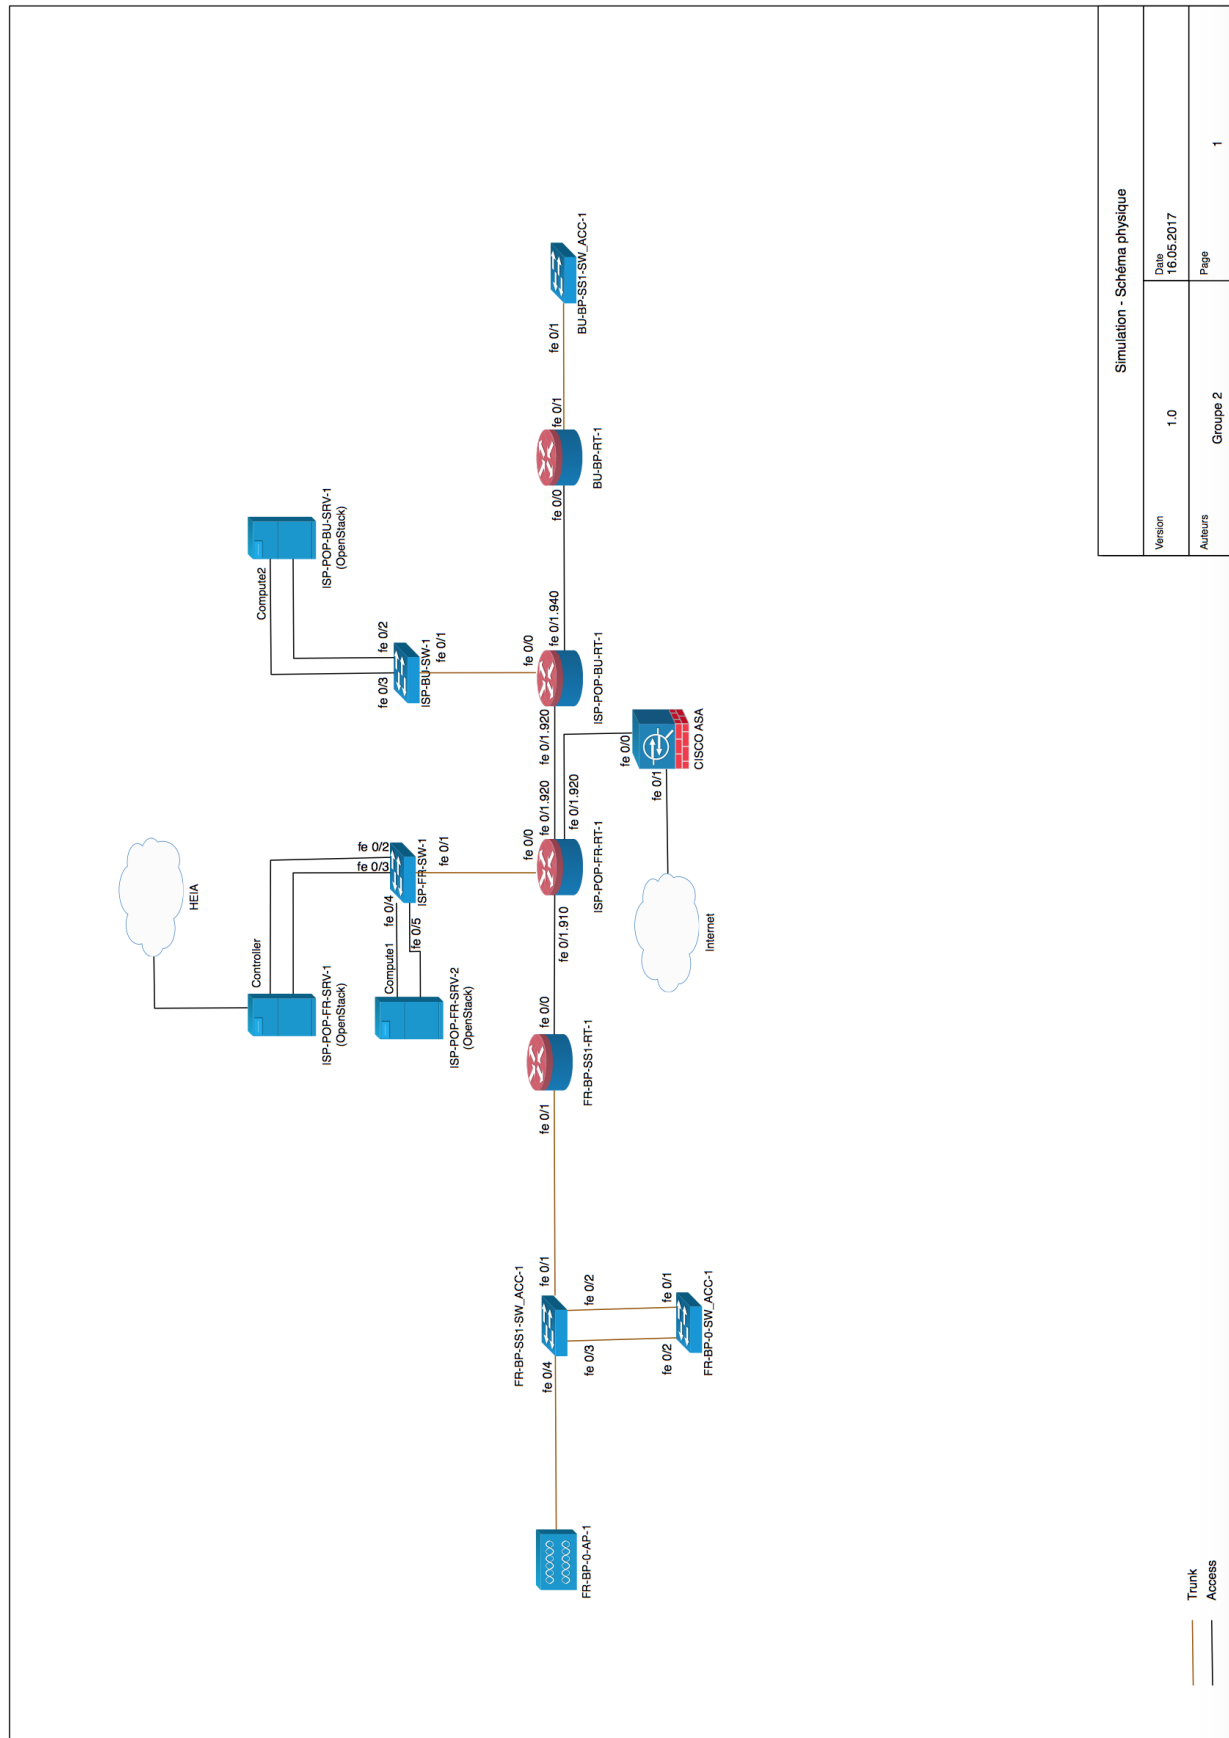 HEIA
Controller
ISP-POP-FR-SRV-1
(OpenStack)
Compute1
ISP-POP-FR-SRV-2
(OpenStack)
fe 0/2
fe 0/3
fe 0/4
fe 0/5
ISP-FR-SW-1
fe 0/1
Compute2
ISP-POP-BU-SRV-1
(OpenStack)
fe 0/2
fe 0/3
ISP-BU-SW-1
fe 0/1
FR-BP-0-AP-1
fe 0/4
FR-BP-SS1-SW_ACC-1
fe 0/1
fe 0/3
fe 0/2
fe 0/2
fe 0/1
FR-BP-0-SW_ACC-1
fe 0/1
fe 0/0
FR-BP-SS1-RT-1
fe 0/1.910
fe 0/0
fe 0/1.920
fe 0/1.920
ISP-POP-FR-RT-1
fe 0/1.920
fe 0/0
fe 0/1.940
ISP-POP-BU-RT-1
fe 0/0
fe 0/1
BU-BP-RT-1
fe 0/1
BU-BP-SS1-SW_ACC-1
fe 0/0
fe 0/1
CISCO ASA
Internet
Trunk
Access
Simulation - Schéma physique
Version
1.0
Date
16.05.2017
Auteurs
Groupe 2
Page
1